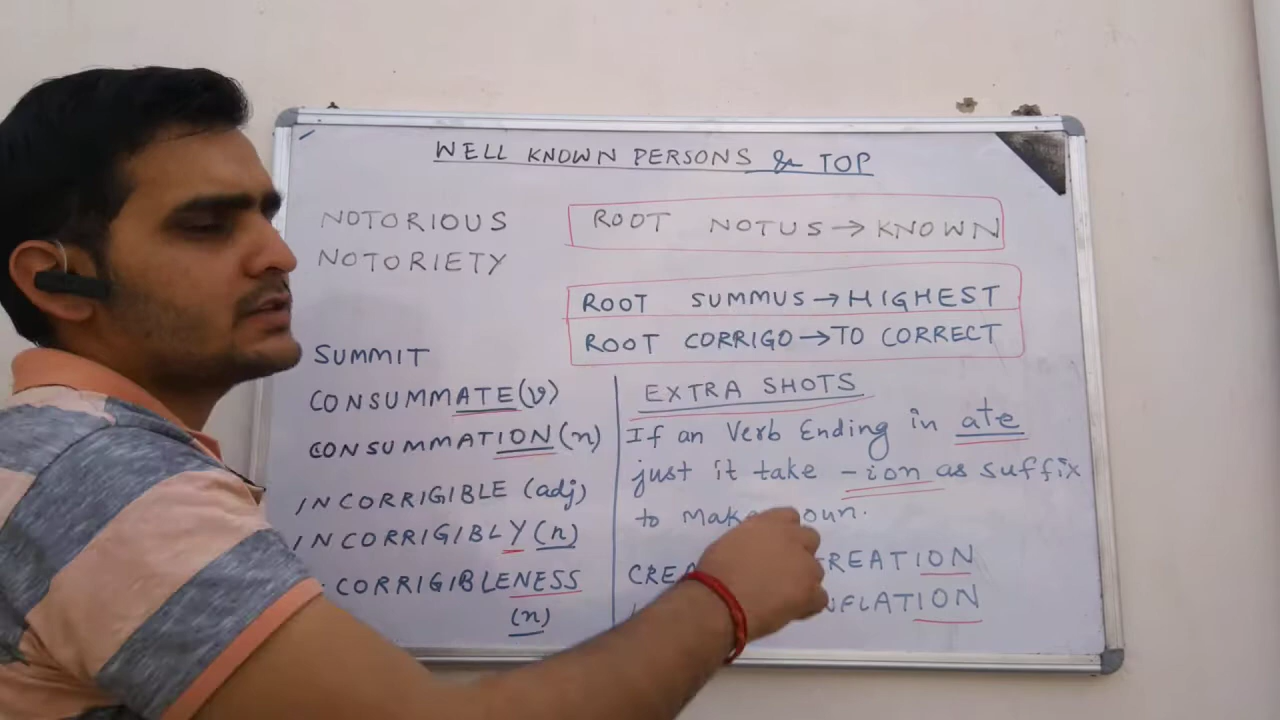 WELL KNOWN PERSONS & TOP
NOTORIOUS
NOTORIETY
ROOT NOTUS → KNOWN
ROOT SUMMUS → HIGHEST
ROOT CORRIGO → TO CORRECT
SUMMIT
CONSUMMATE (v)
CONSUMMATION (n)
INCORRIGIBLE (adj)
INCORRIGIBLY (n)
CORRIGIBLENESS
(n)
EXTRA SHOTS
If an Verb Ending in ate
just it take -ion as suffix
to make oun.
CREA REATION
NFLATION